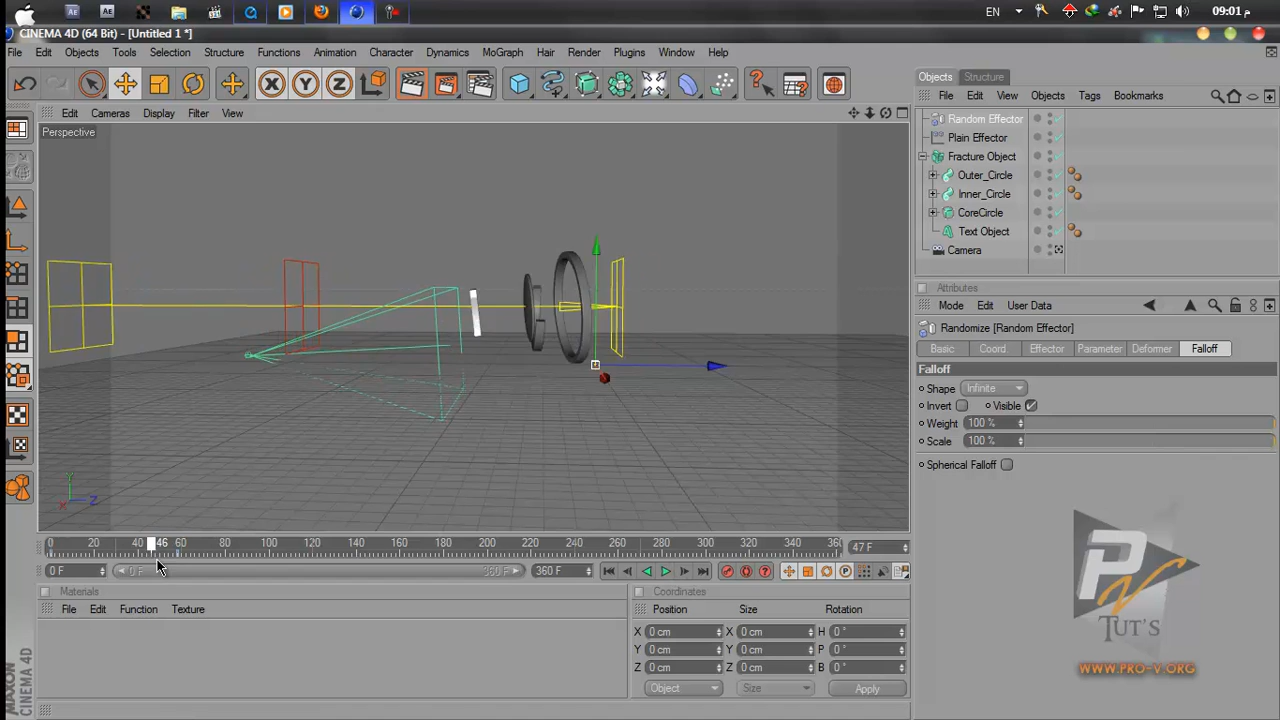 EN
09:01 م
CINEMA 4D (64 Bit) - [Untitled 1 *]
File Edit Objects Tools Selection Structure Functions Animation Character Dynamics MoGraph Hair Render Plugins Window Help
Objects Structure
File Edit View Objects Tags Bookmarks
Edit Cameras Display Filter View
Perspective
Random Effector
Plain Effector
Fracture Object
Outer_Circle
Inner_Circle
CoreCircle
Text Object
Camera
Attributes
Mode Edit User Data
Randomize [Random Effector]
Basic Coord. Effector Parameter Deformer Falloff
Falloff
Shape Infinite
Invert Visible
Weight 100 %
Scale 100 %
Spherical Falloff
Y
X Z
0 20 40 46 60 80 100 120 140 160 180 200 220 240 260 280 300 320 340 36 47 F
0 F 0 F 360 F 360 F
Materials
File Edit Function Texture
Coordinates
Position Size Rotation
X 0 cm X 0 cm H 0 °
Y 0 cm Y 0 cm P 0 °
Z 0 cm Z 0 cm B 0 °
Object Size Apply
PV
TUT'S
WWW.PRO-V.ORG
MAXON
CINEMA 4D